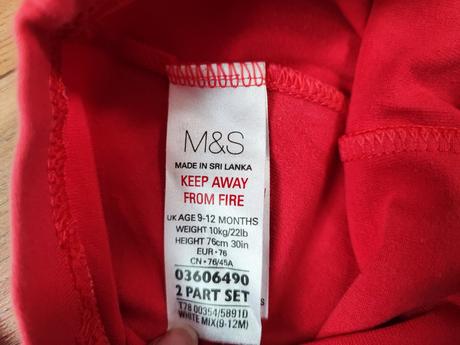 M&S
MADE IN SRI LANKA
KEEP AWAY
FROM FIRE
UK AGE 9-12 MONTHS
WEIGHT 10kg/22lb
HEIGHT 76cm 30in
EUR • 76
CN • 76/45A
03606490
2 PART SET
T78 00354/5891D
WHITE MIX(9-12M)